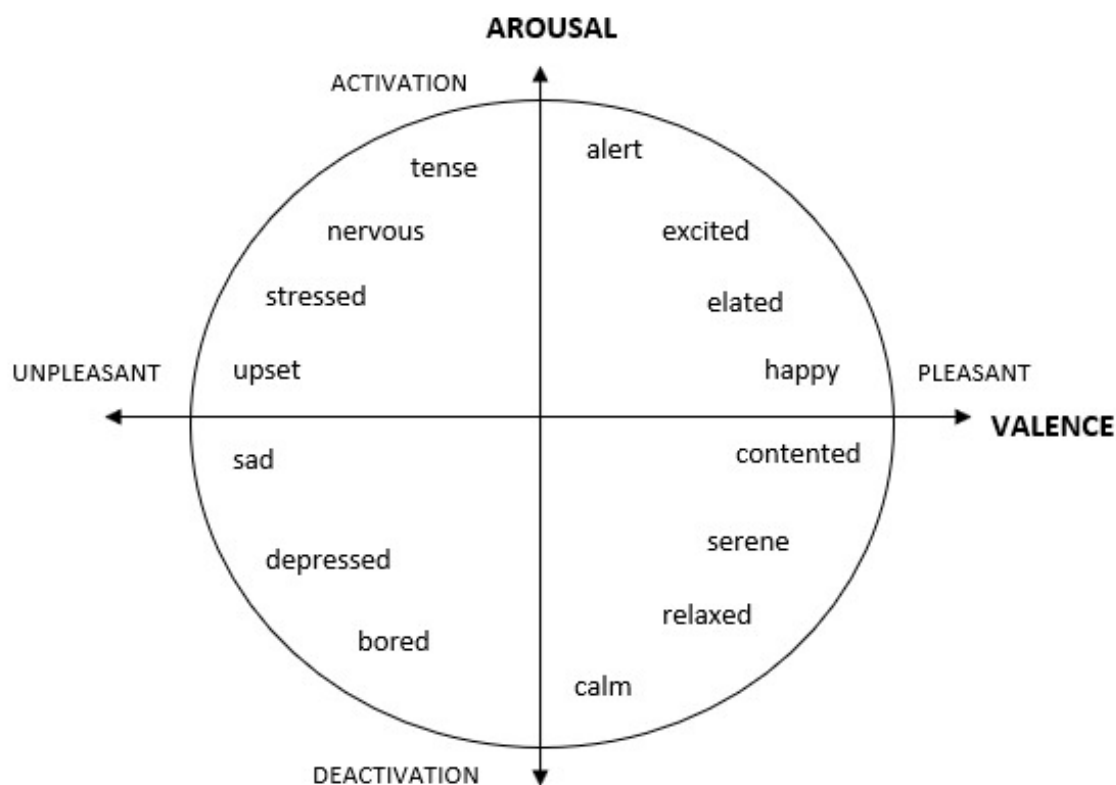 AROUSAL
ACTIVATION
alert
tense
nervous
excited
stressed
elated
UNPLEASANT
upset
happy
PLEASANT
VALENCE
sad
contented
serene
depressed
relaxed
bored
calm
DEACTIVATION